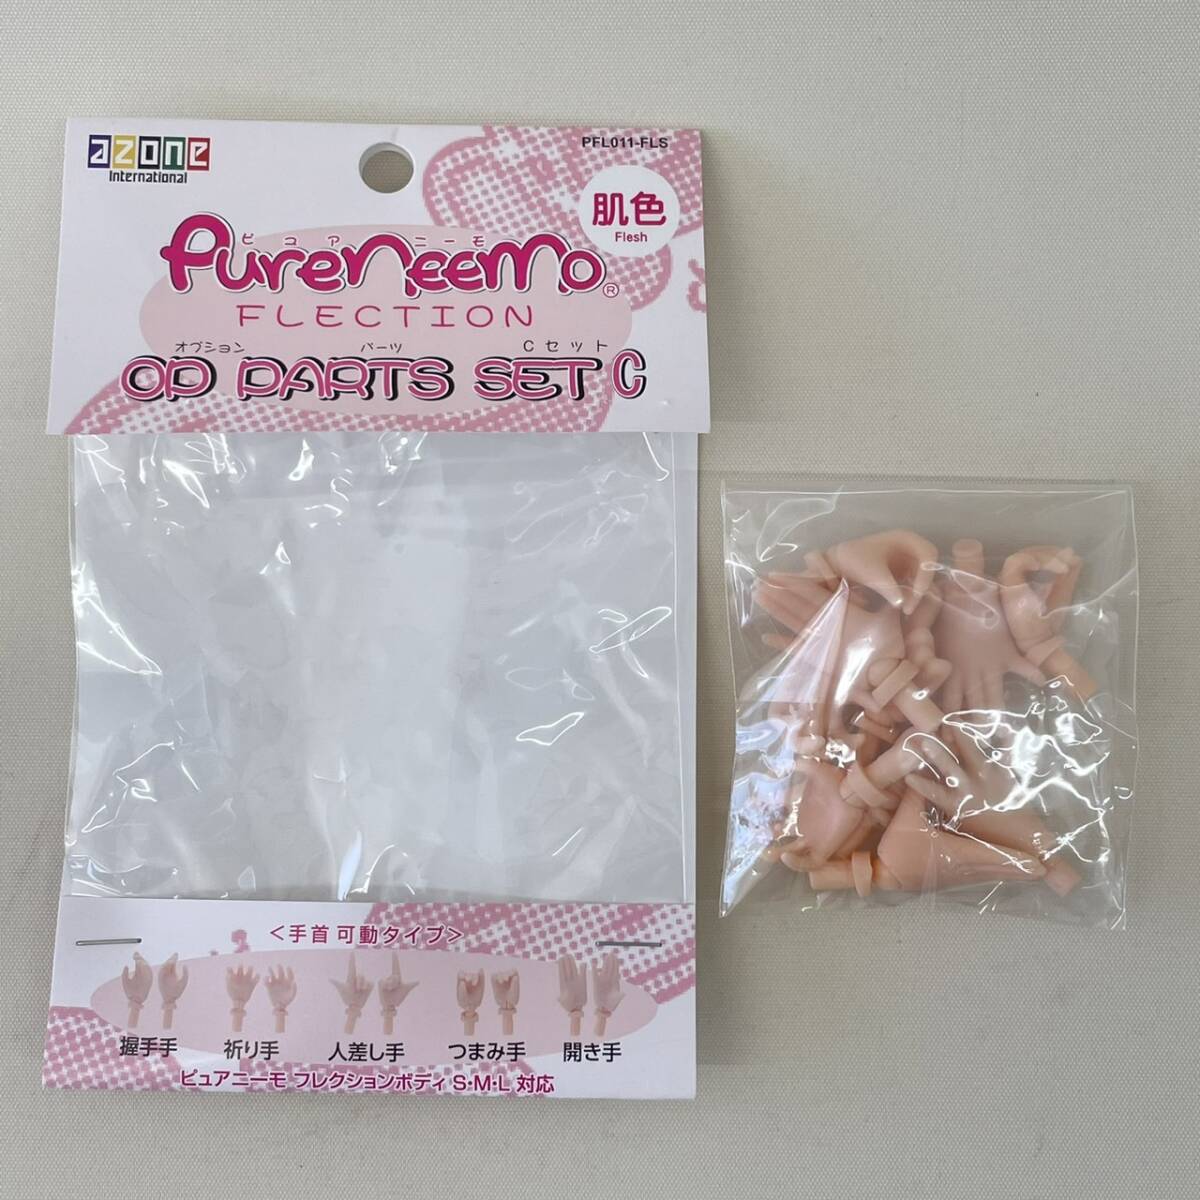 azone
International
PFL011-FLS
肌色
Flesh
ピュアニーモ
PureNeemo®
FLECTION
オプション パーツ Cセット
OP PARTS SET C
<手首 可動タイプ>
握手手 祈り手 人差し手 つまみ手 開き手
ピュアニーモ フレクションボディ S・M・L 対応